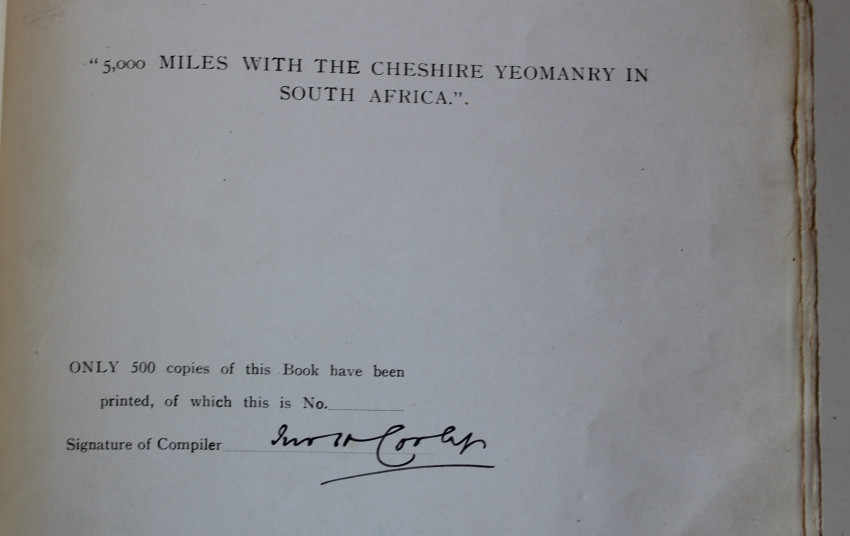 "5,000 MILES WITH THE CHESHIRE YEOMANRY IN
SOUTH AFRICA.".
ONLY 500 copies of this Book have been
printed, of which this is No.
Signature of Compiler